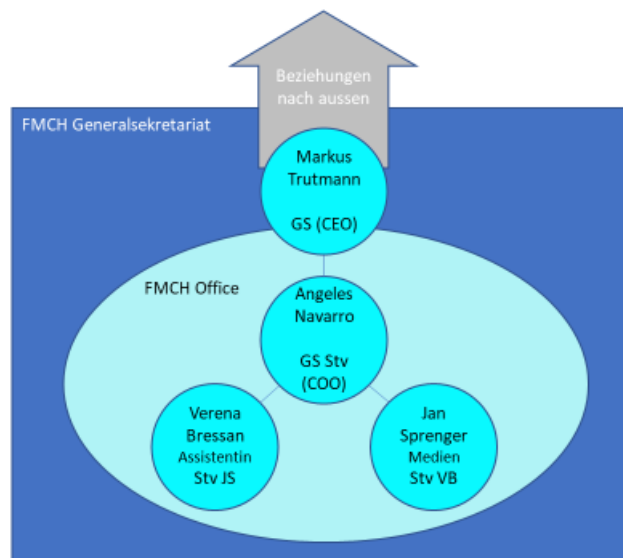 Beziehungen
nach aussen
FMCH Generalsekretariat
Markus
Trutmann
GS (CEO)
FMCH Office
Angeles
Navarro
GS Stv
(COO)
Verena
Bressan
Assistentin
Stv JS
Jan
Sprenger
Medien
Stv VB